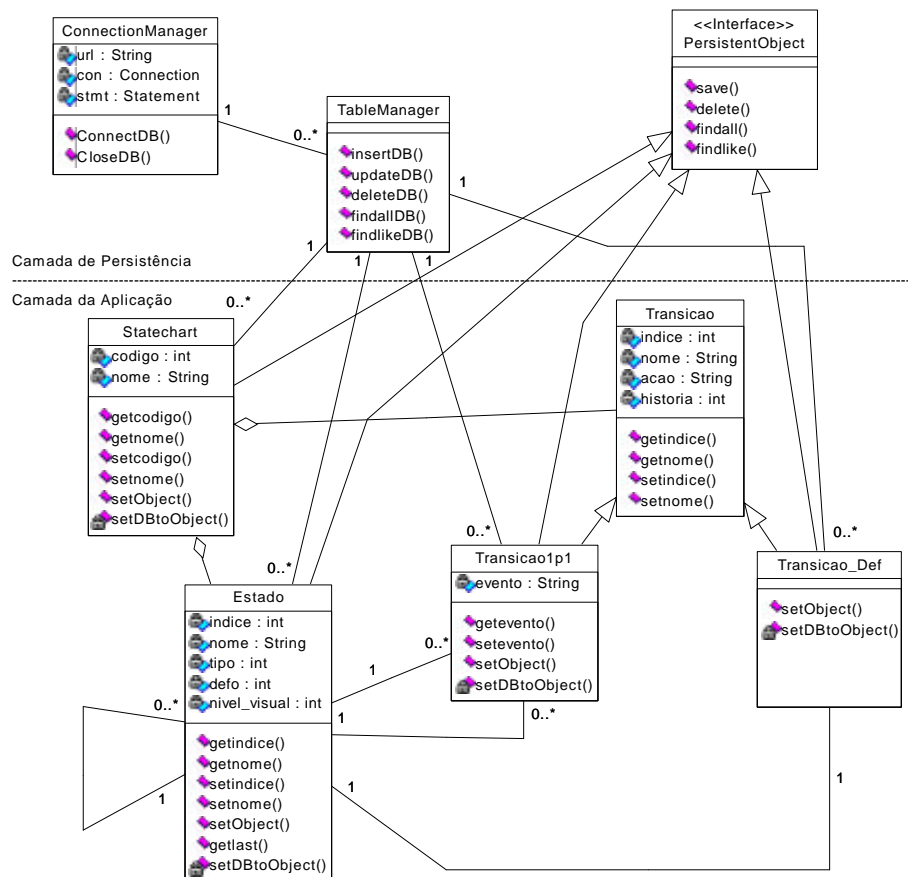 ConnectionManager
url : String
con : Connection
stmt : Statement
ConnectDB()
CloseDB()
1
0..*
TableManager
insertDB()
updateDB()
deleteDB()
findallDB()
findlikeDB()
<<Interface>>
PersistentObject
save()
delete()
findall()
findlike()
1
1
1
1
Camada de Persistência
Camada da Aplicação
0..*
Statechart
codigo : int
nome : String
getcodigo()
getnome()
setcodigo()
setnome()
setObject()
setDBtoObject()
Transicao
indice : int
nome : String
acao : String
historia : int
getindice()
getnome()
setindice()
setnome()
0..*
0..*
0..*
Estado
indice : int
nome : String
tipo : int
defo : int
nivel_visual : int
getindice()
getnome()
setindice()
setnome()
setObject()
getlast()
setDBtoObject()
Transicao1p1
evento : String
getevento()
setevento()
setObject()
setDBtoObject()
Transicao_Def
setObject()
setDBtoObject()
0..*
1
0..*
1
0..*
1
1
1